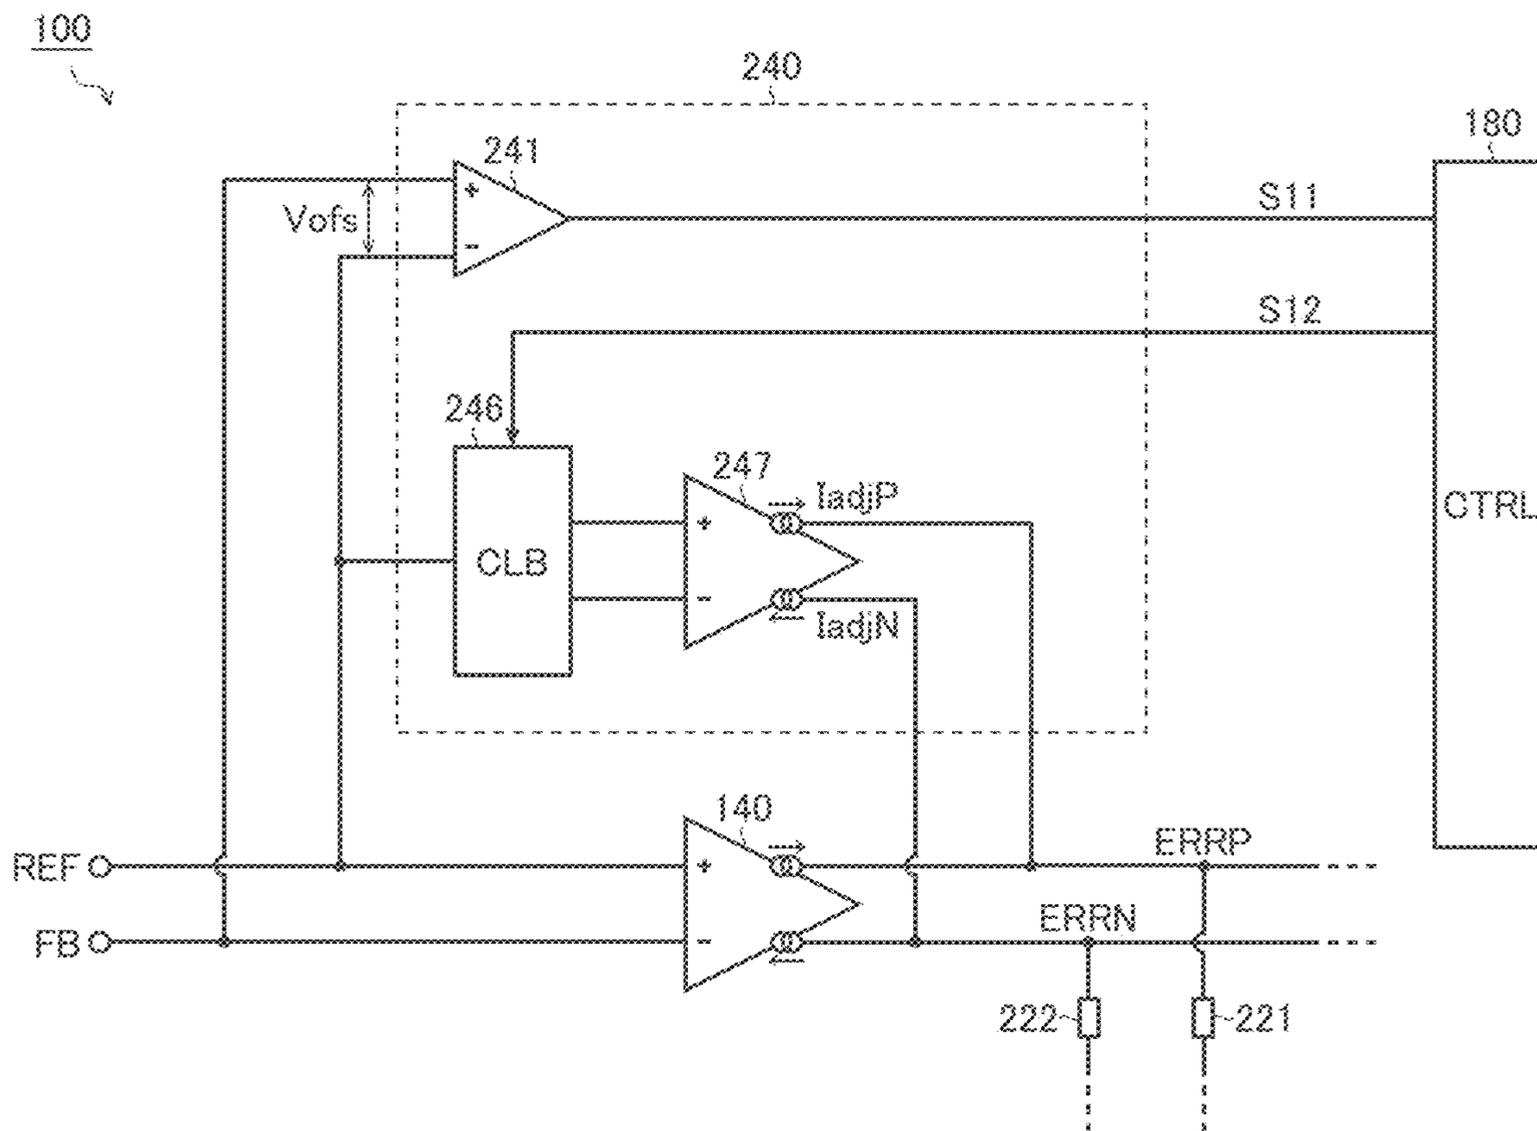 100
240
180
241
+
Vofs
-
S11
S12
246
247
IadjP
+
CTRL
CLB
-
IadjN
140
ERRP
REF
+
ERRN
FB
-
222
221